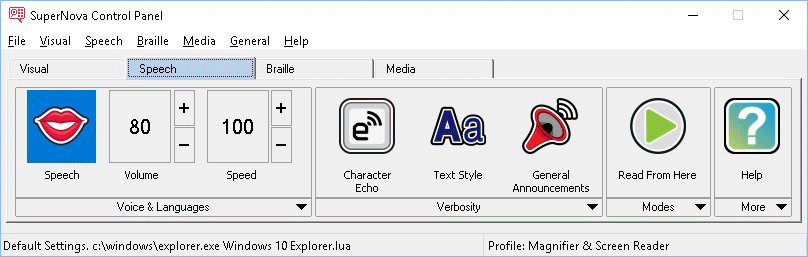 SuperNova Control Panel
File Visual Speech Braille Media General Help
Visual Speech Braille Media
80 + - 100 + -
e Aa ?
Speech Volume Speed Character Echo Text Style General Announcements Read From Here Help
Voice & Languages Verbosity Modes More
Default Settings. c:\windows\explorer.exe Windows 10 Explorer.lua Profile: Magnifier & Screen Reader